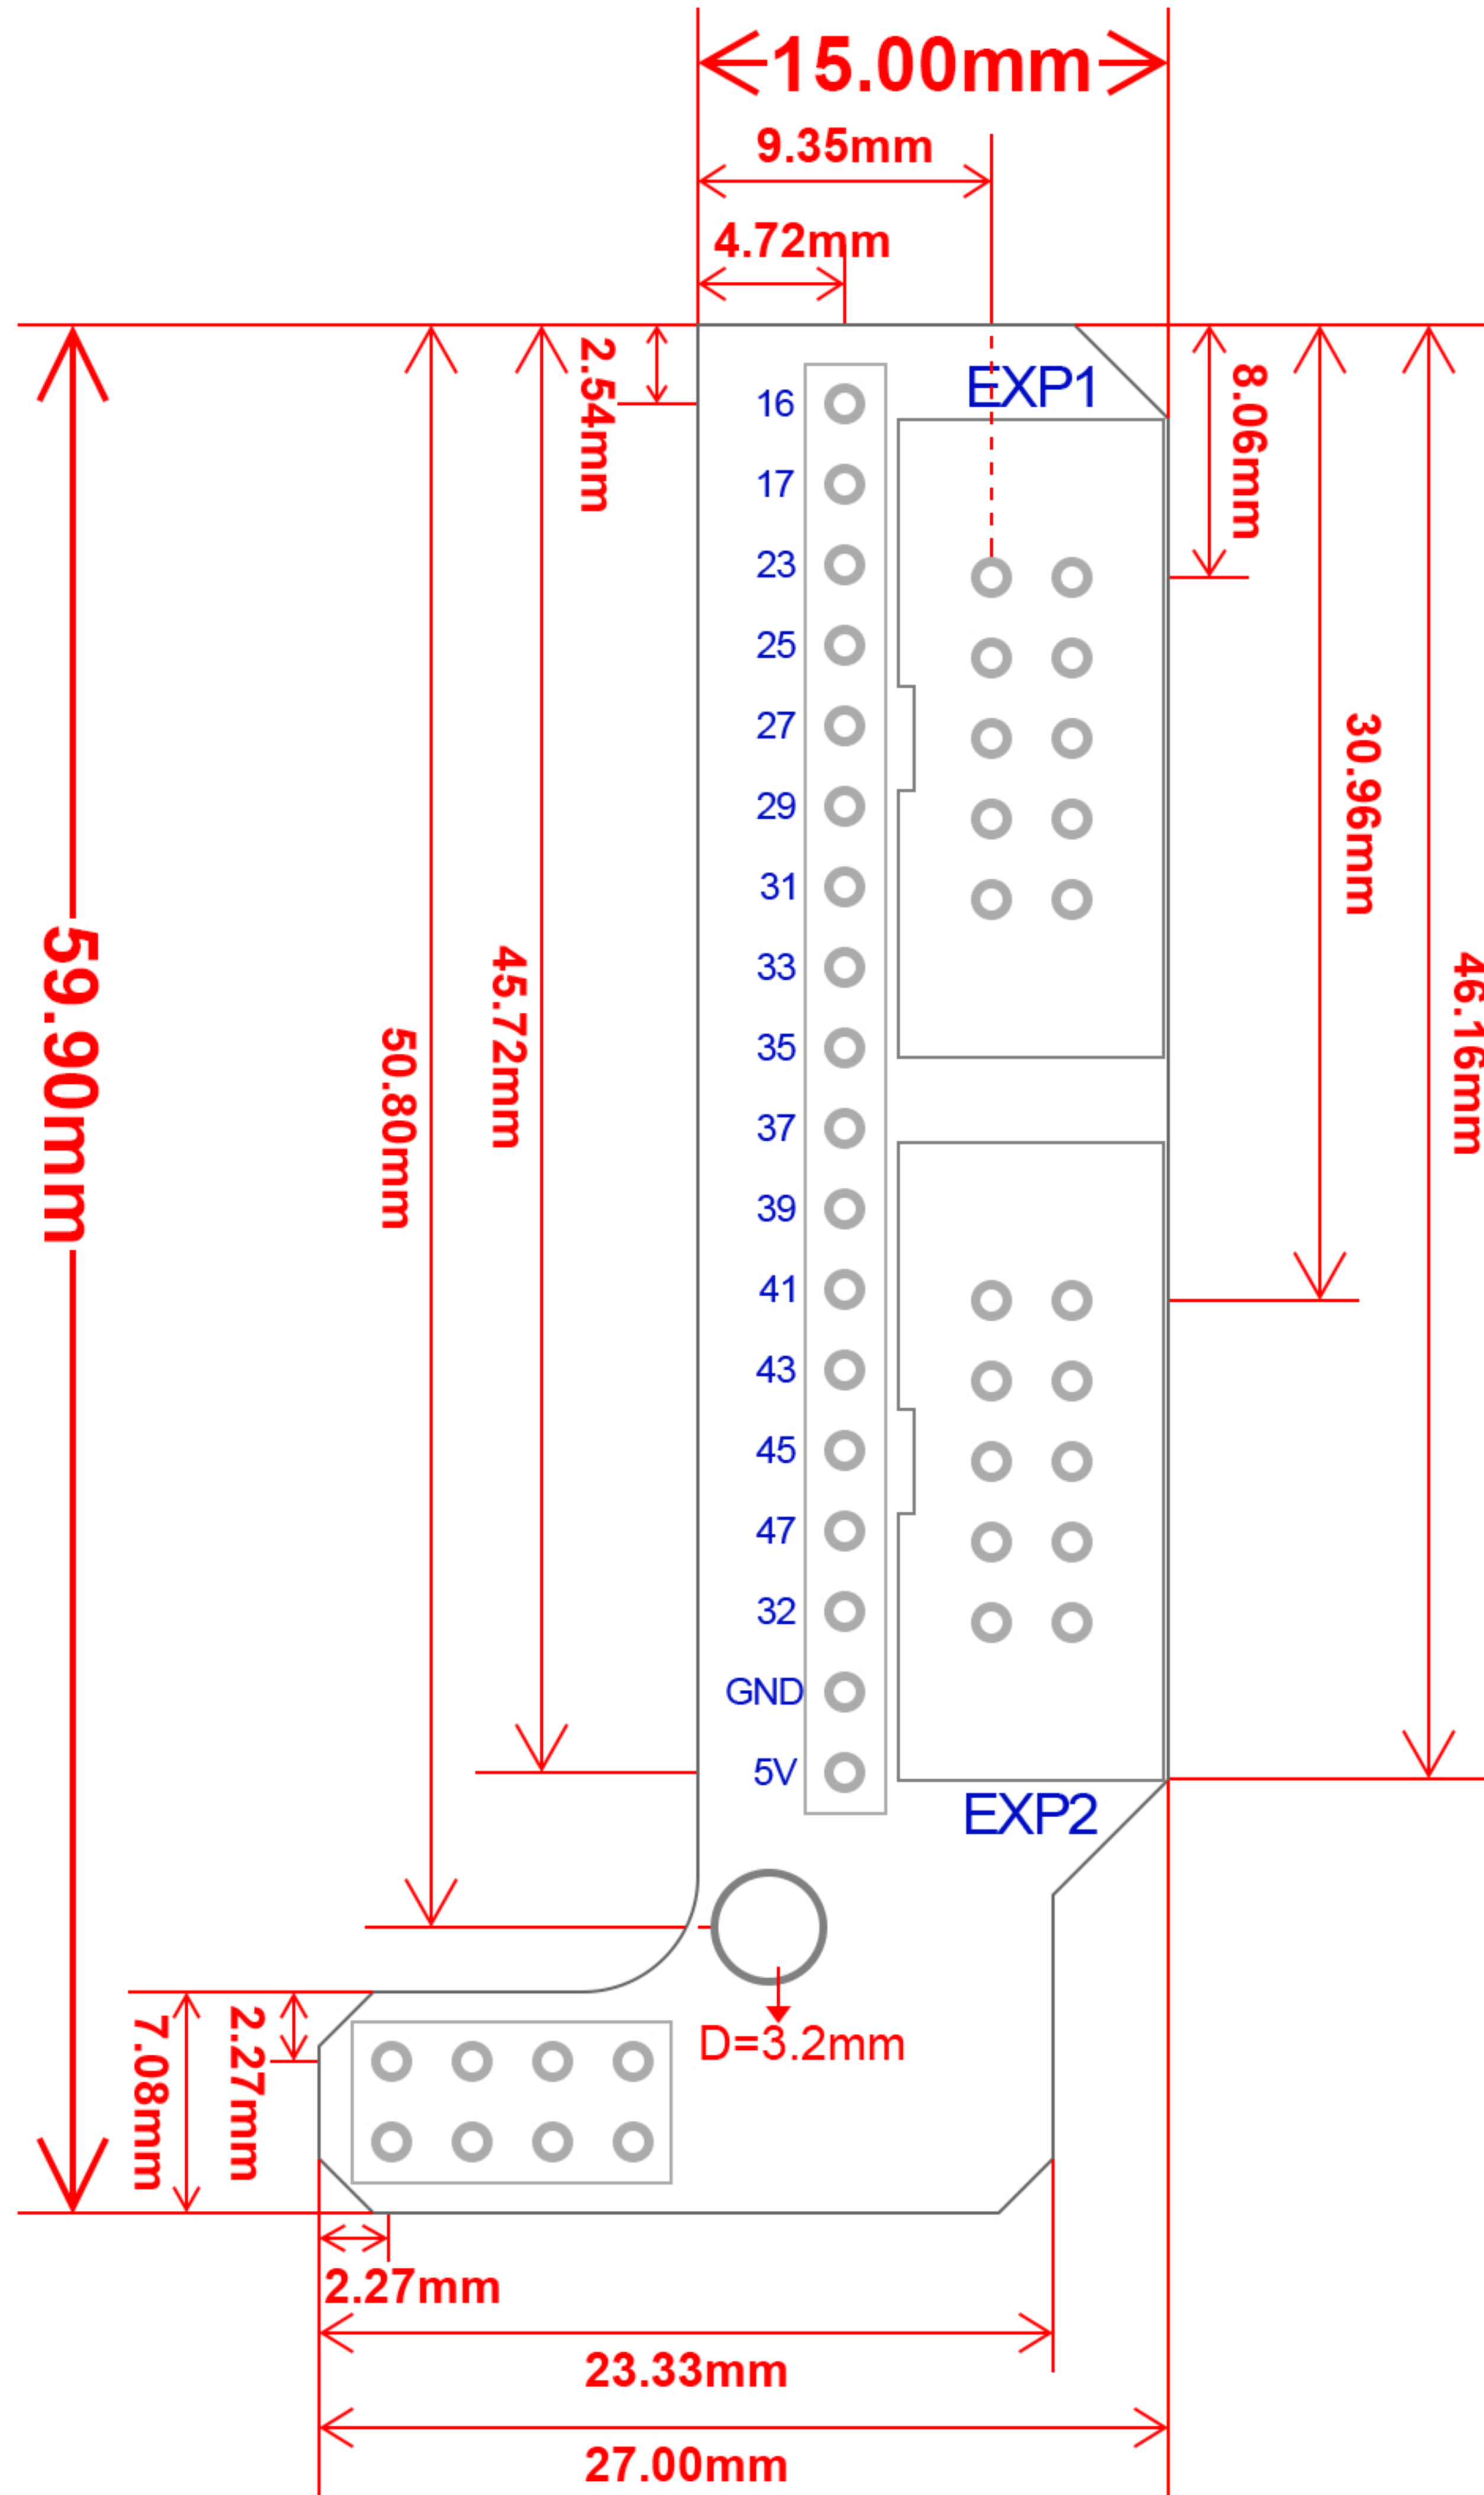 15.00mm
9.35mm
4.72mm
2.54mm
8.06mm
EXP1
16
17
23
25
27
29
31
33
35
37
39
41
43
45
47
32
GND
5V
EXP2
30.96mm
46.16mm
59.90mm
45.72mm
50.80mm
D=3.2mm
7.08mm
2.27mm
2.27mm
23.33mm
27.00mm